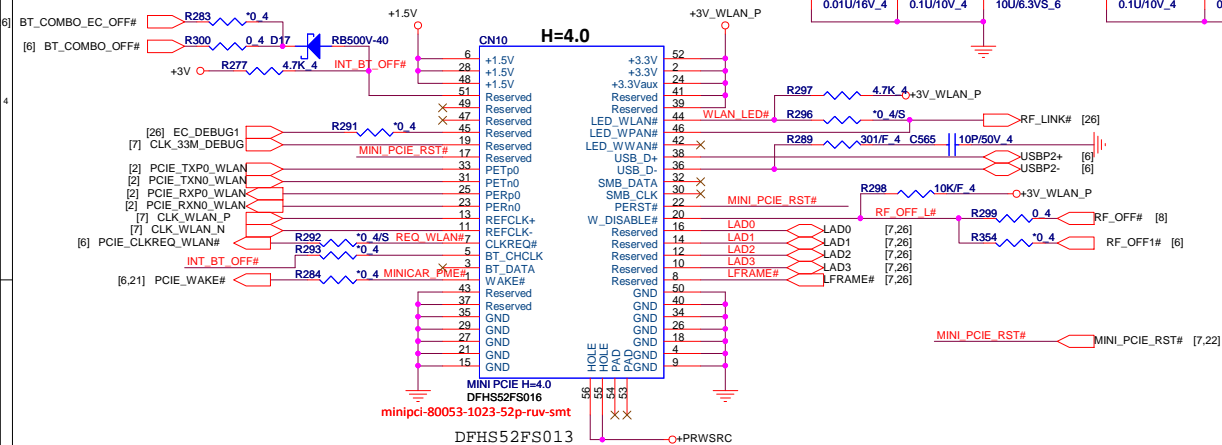 0.01U/16V_4 0.1U/10V_4 10U/6.3VS_6 0.1U/10V_4
6] BT_COMBO_EC_OFF# R283 *0_4
+1.5V +3V_WLAN_P
[6] BT_COMBO_OFF# R300 0_4 D17 RB500V-40
H=4.0
CN10
+3V R277 4.7K_4 INT_BT_OFF#
4
6 +1.5V +3.3V 52
28 +1.5V +3.3V 2
48 +1.5V +3.3Vaux 24
51 Reserved Reserved 41
49 Reserved Reserved 39
47 Reserved LED_WLAN# 44 WLAN_LED#
45 Reserved LED_WPAN# 46
19 Reserved LED_WWAN# 42
17 Reserved USB_D+ 38
33 PETp0 USB_D- 36
31 PETn0 SMB_DATA 32
25 PERp0 SMB_CLK 30
23 PERn0 PERST# 22 MINI_PCIE_RST#
13 REFCLK+ W_DISABLE# 20
11 REFCLK- Reserved 16 LAD0
7 CLKREQ# Reserved 14 LAD1
5 BT_CHCLK Reserved 12 LAD2
3 BT_DATA Reserved 10 LAD3
1 WAKE# Reserved 8 LFRAME#
43 Reserved GND 50
37 Reserved GND 40
35 GND GND 34
29 GND GND 26
27 GND GND 18
21 GND GND 4
15 GND GND 9
HOLE HOLE PAD PAD
56 55 54 53
[26] EC_DEBUG1 R291 *0_4
[7] CLK_33M_DEBUG
MINI_PCIE_RST#
[2] PCIE_TXP0_WLAN
[2] PCIE_TXN0_WLAN
[2] PCIE_RXP0_WLAN
[2] PCIE_RXN0_WLAN
[7] CLK_WLAN_P
[7] CLK_WLAN_N
[6] PCIE_CLKREQ_WLAN# R292 *0_4/S REQ_WLAN#
INT_BT_OFF# R293 *0_4
[6,21] PCIE_WAKE# R284 *0_4 MINICAR_PME#
R297 4.7K_4 +3V_WLAN_P
R296 *0_4/S RF_LINK# [26]
R289 301/F_4 C565 10P/50V_4
USBP2+ [6]
USBP2- [6]
R298 10K/F_4 +3V_WLAN_P
RF_OFF_L# R299 0_4 RF_OFF# [8]
R354 *0_4 RF_OFF1# [6]
LAD0 [7,26]
LAD1 [7,26]
LAD2 [7,26]
LAD3 [7,26]
LFRAME# [7,26]
MINI_PCIE_RST# MINI_PCIE_RST# [7,22]
MINI PCIE H=4.0
DFHS52FS016
minipci-80053-1023-52p-ruv-smt
DFHS52FS013
+PRWSRC